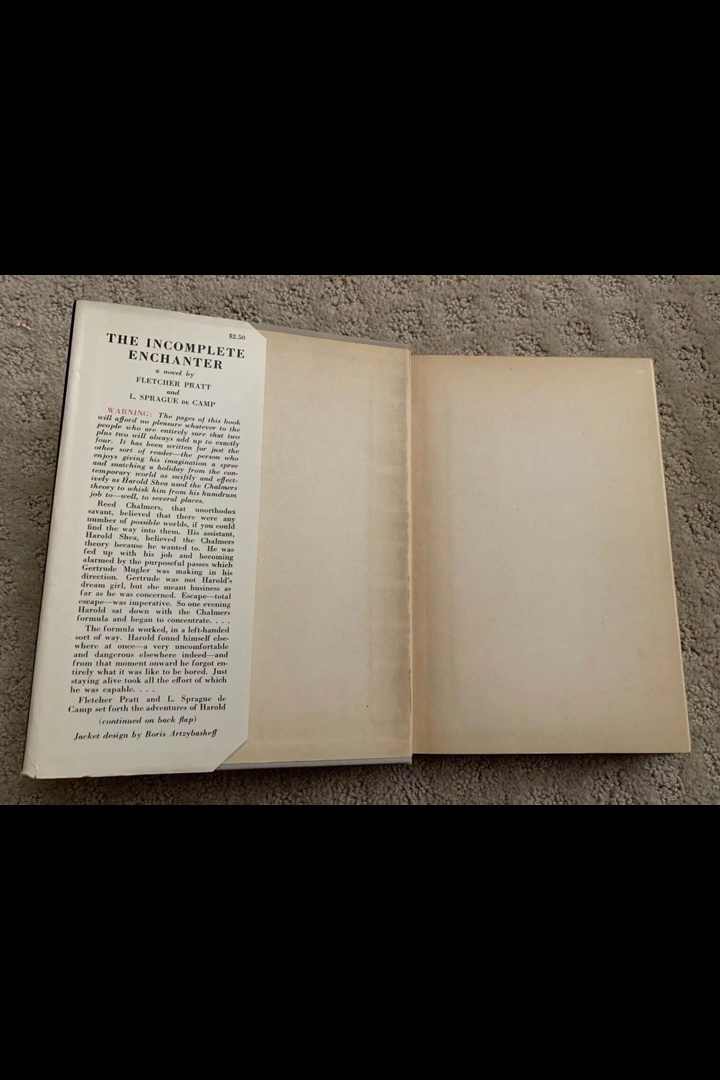 $2.50
THE INCOMPLETE
ENCHANTER
a novel by
FLETCHER PRATT
and
L. SPRAGUE DE CAMP
WARNING: The pages of this book
will afford no pleasure whatever to the
people who are entirely sure that two
plus two will always add up to exactly
four. It has been written for just the
other sort of reader—the person who
enjoys giving his imagination a spree
and snatching a holiday from the con-
temporary world as swiftly and effect-
ively as Harold Shea used the Chalmers
theory to whisk him from his humdrum
job to—well, to several places.
Reed Chalmers, that unorthodox
savant, believed that there were any
number of possible worlds, if you could
find the way into them. His assistant,
Harold Shea, believed the Chalmers
theory because he wanted to. He was
fed up with his job and becoming
alarmed by the purposeful passes which
Gertrude Mugler was making in his
direction. Gertrude was not Harold's
dream girl, but she meant business as
far as he was concerned. Escape—total
escape—was imperative. So one evening
Harold sat down with the Chalmers
formula and began to concentrate. . . .
The formula worked, in a left-handed
sort of way. Harold found himself else-
where at once—a very uncomfortable
and dangerous elsewhere indeed—and
from that moment onward he forgot en-
tirely what it was like to be bored. Just
staying alive took all the effort of which
he was capable. . . .
Fletcher Pratt and L. Sprague de
Camp set forth the adventures of Harold
(continued on back flap)
Jacket design by Boris Artzybasheff